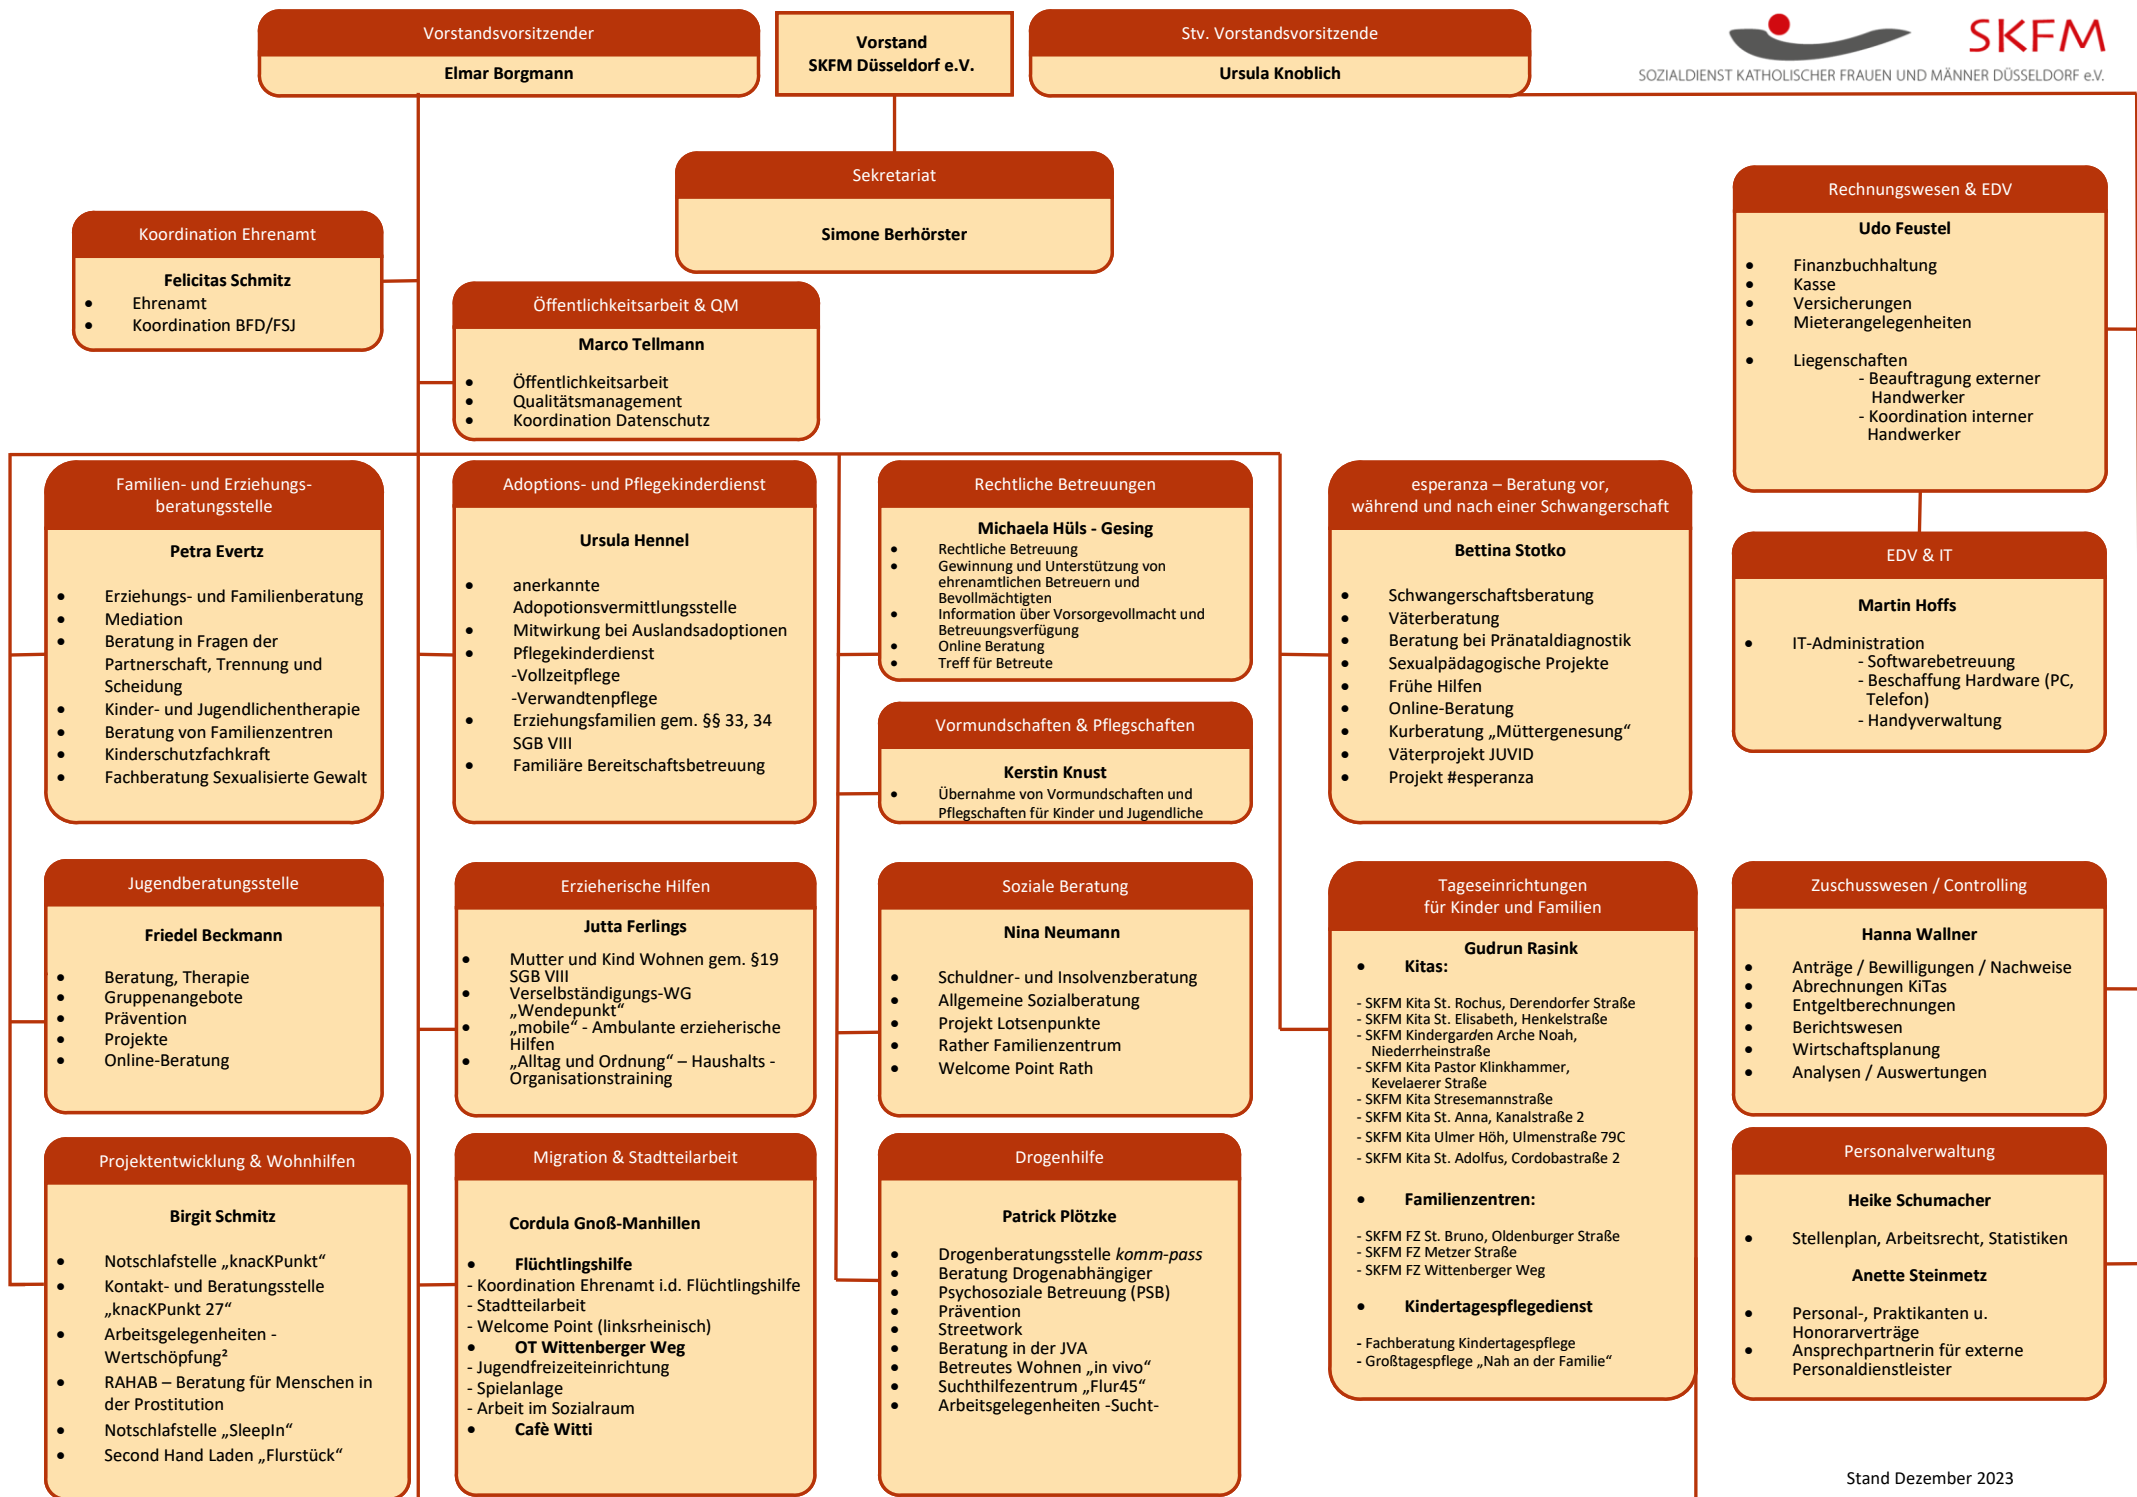 Vorstandsvorsitzender
Elmar Borgmann
Vorstand
SKFM Düsseldorf e.V.
Stv. Vorstandsvorsitzende
Ursula Knoblich
SKFM
SOZIALDIENST KATHOLISCHER FRAUEN UND MÄNNER DÜSSELDORF e.V.
Sekretariat
Simone Berhörster
Koordination Ehrenamt
Felicitas Schmitz
• Ehrenamt
• Koordination BFD/FSJ
Öffentlichkeitsarbeit & QM
Marco Tellmann
• Öffentlichkeitsarbeit
• Qualitätsmanagement
• Koordination Datenschutz
Rechnungswesen & EDV
Udo Feustel
• Finanzbuchhaltung
• Kasse
• Versicherungen
• Mieterangelegenheiten
• Liegenschaften
- Beauftragung externer
Handwerker
- Koordination interner
Handwerker
Familien- und Erziehungs-
beratungsstelle
Petra Evertz
• Erziehungs- und Familienberatung
• Mediation
• Beratung in Fragen der
Partnerschaft, Trennung und
Scheidung
• Kinder- und Jugendlichentherapie
• Beratung von Familienzentren
• Kinderschutzfachkraft
• Fachberatung Sexualisierte Gewalt
Adoptions- und Pflegekinderdienst
Ursula Hennel
• anerkannte
Adopotionsvermittlungsstelle
• Mitwirkung bei Auslandsadoptionen
• Pflegekinderdienst
-Vollzeitpflege
-Verwandtenpflege
• Erziehungsfamilien gem. §§ 33, 34
SGB VIII
• Familiäre Bereitschaftsbetreuung
Rechtliche Betreuungen
Michaela Hüls - Gesing
• Rechtliche Betreuung
• Gewinnung und Unterstützung von
ehrenamtlichen Betreuern und
Bevollmächtigten
• Information über Vorsorgevollmacht und
Betreuungsverfügung
• Online Beratung
• Treff für Betreute
Vormundschaften & Pflegschaften
Kerstin Knust
• Übernahme von Vormundschaften und
Pflegschaften für Kinder und Jugendliche
esperanza – Beratung vor,
während und nach einer Schwangerschaft
Bettina Stotko
• Schwangerschaftsberatung
• Väterberatung
• Beratung bei Pränataldiagnostik
• Sexualpädagogische Projekte
• Frühe Hilfen
• Online-Beratung
• Kurberatung „Müttergenesung“
• Väterprojekt JUVID
• Projekt #esperanza
EDV & IT
Martin Hoffs
• IT-Administration
- Softwarebetreuung
- Beschaffung Hardware (PC,
Telefon)
- Handyverwaltung
Jugendberatungsstelle
Friedel Beckmann
• Beratung, Therapie
• Gruppenangebote
• Prävention
• Projekte
• Online-Beratung
Erzieherische Hilfen
Jutta Ferlings
• Mutter und Kind Wohnen gem. §19
SGB VIII
• Verselbständigungs-WG
„Wendepunkt“
• „mobile“ - Ambulante erzieherische
Hilfen
• „Alltag und Ordnung“ – Haushalts -
Organisationstraining
Soziale Beratung
Nina Neumann
• Schuldner- und Insolvenzberatung
• Allgemeine Sozialberatung
• Projekt Lotsenpunkte
• Rather Familienzentrum
• Welcome Point Rath
Tageseinrichtungen
für Kinder und Familien
Gudrun Rasink
• Kitas:
- SKFM Kita St. Rochus, Derendorfer Straße
- SKFM Kita St. Elisabeth, Henkelstraße
- SKFM Kindergarden Arche Noah,
Niederrheinstraße
- SKFM Kita Pastor Klinkhammer,
Kevelaerer Straße
- SKFM Kita Stresemannstraße
- SKFM Kita St. Anna, Kanalstraße 2
- SKFM Kita Ulmer Höh, Ulmenstraße 79C
- SKFM Kita St. Adolfus, Cordobastraße 2
• Familienzentren:
- SKFM FZ St. Bruno, Oldenburger Straße
- SKFM FZ Metzer Straße
- SKFM FZ Wittenberger Weg
• Kindertagespflegedienst
- Fachberatung Kindertagespflege
- Großtagespflege „Nah an der Familie“
Zuschusswesen / Controlling
Hanna Wallner
• Anträge / Bewilligungen / Nachweise
• Abrechnungen KiTas
• Entgeltberechnungen
• Berichtswesen
• Wirtschaftsplanung
• Analysen / Auswertungen
Projektentwicklung & Wohnhilfen
Birgit Schmitz
• Notschlafstelle „knacKPunkt“
• Kontakt- und Beratungsstelle
„knacKPunkt 27“
• Arbeitsgelegenheiten -
Wertschöpfung²
• RAHAB – Beratung für Menschen in
der Prostitution
• Notschlafstelle „SleepIn“
• Second Hand Laden „Flurstück“
Migration & Stadtteilarbeit
Cordula Gnoß-Manhillen
• Flüchtlingshilfe
- Koordination Ehrenamt i.d. Flüchtlingshilfe
- Stadtteilarbeit
- Welcome Point (linksrheinisch)
• OT Wittenberger Weg
- Jugendfreizeiteinrichtung
- Spielanlage
- Arbeit im Sozialraum
• Cafè Witti
Drogenhilfe
Patrick Plötzke
• Drogenberatungsstelle komm-pass
• Beratung Drogenabhängiger
• Psychosoziale Betreuung (PSB)
• Prävention
• Streetwork
• Beratung in der JVA
• Betreutes Wohnen „in vivo“
• Suchthilfezentrum „Flur45“
• Arbeitsgelegenheiten -Sucht-
Personalverwaltung
Heike Schumacher
• Stellenplan, Arbeitsrecht, Statistiken
Anette Steinmetz
• Personal-, Praktikanten u.
Honorarverträge
• Ansprechpartnerin für externe
Personaldienstleister
Stand Dezember 2023